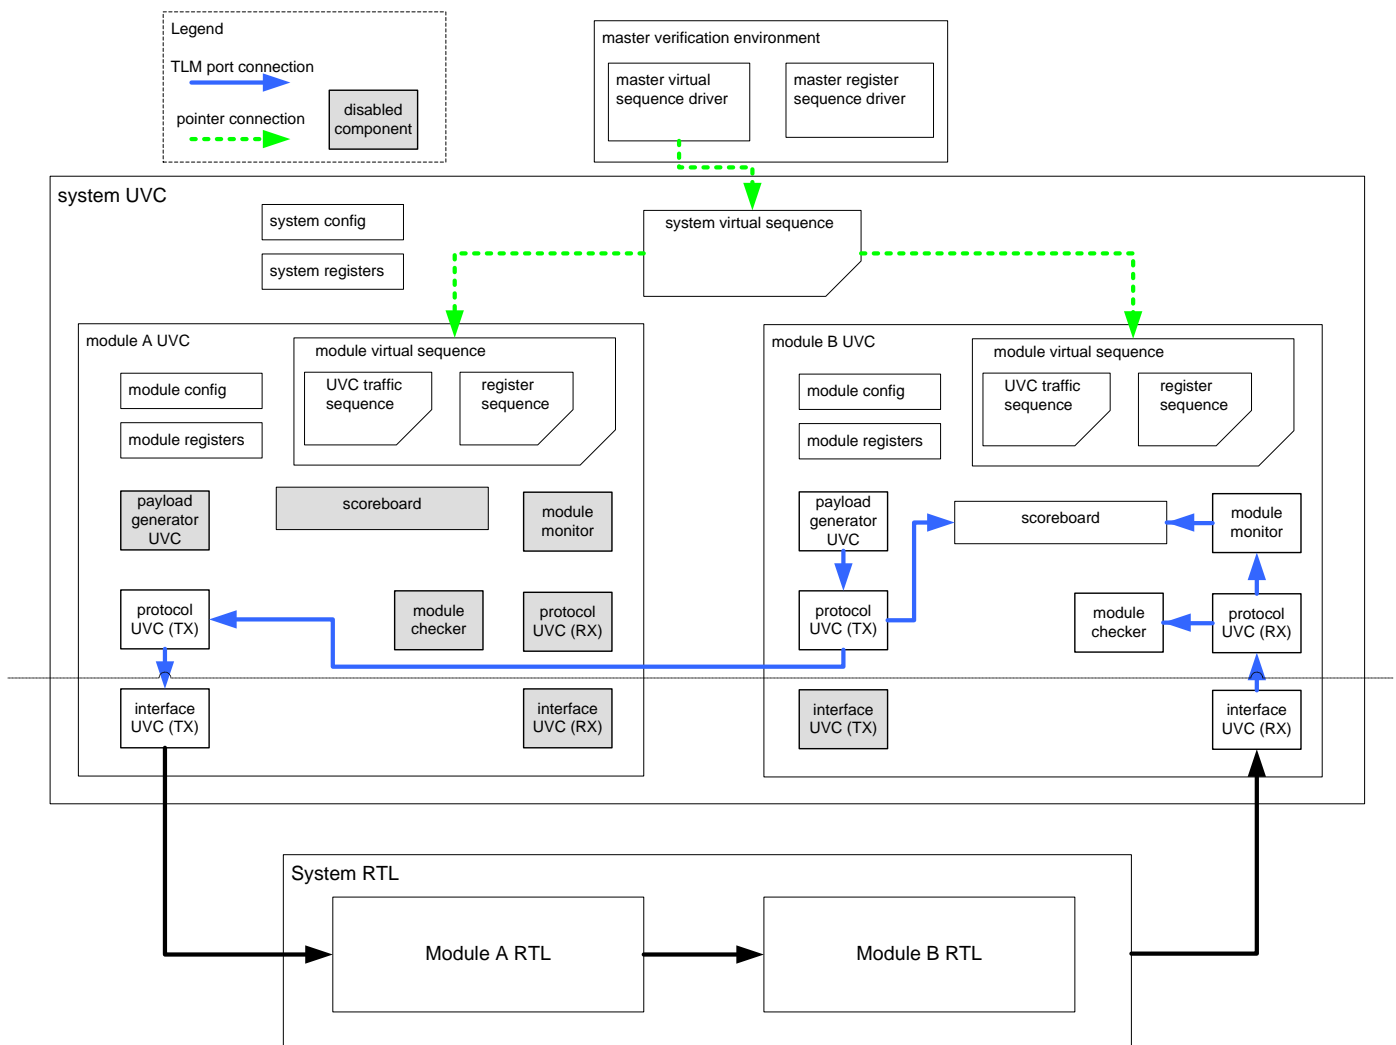 Legend
TLM port connection
pointer connection
disabled
component
master verification environment
master virtual
sequence driver
master register
sequence driver
system UVC
system config
system registers
system virtual sequence
module A UVC
module config
module registers
module virtual sequence
UVC traffic
sequence
register
sequence
payload
generator
UVC
scoreboard
module
monitor
protocol
UVC (TX)
module
checker
protocol
UVC (RX)
interface
UVC (TX)
interface
UVC (RX)
module B UVC
module config
module registers
module virtual sequence
UVC traffic
sequence
register
sequence
payload
generator
UVC
scoreboard
module
monitor
protocol
UVC (TX)
module
checker
protocol
UVC (RX)
interface
UVC (TX)
interface
UVC (RX)
System RTL
Module A RTL
Module B RTL